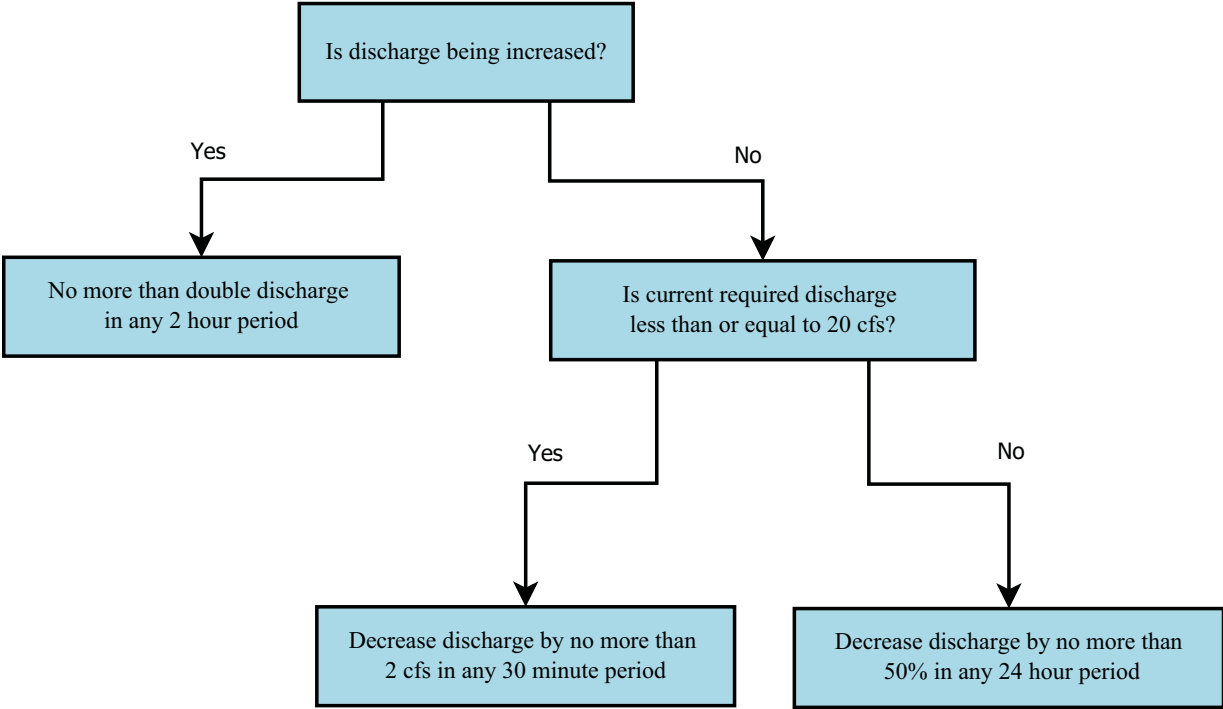 Is discharge being increased?
Yes
No
No more than double discharge
in any 2 hour period
Is current required discharge
less than or equal to 20 cfs?
Yes
No
Decrease discharge by no more than
2 cfs in any 30 minute period
Decrease discharge by no more than
50% in any 24 hour period